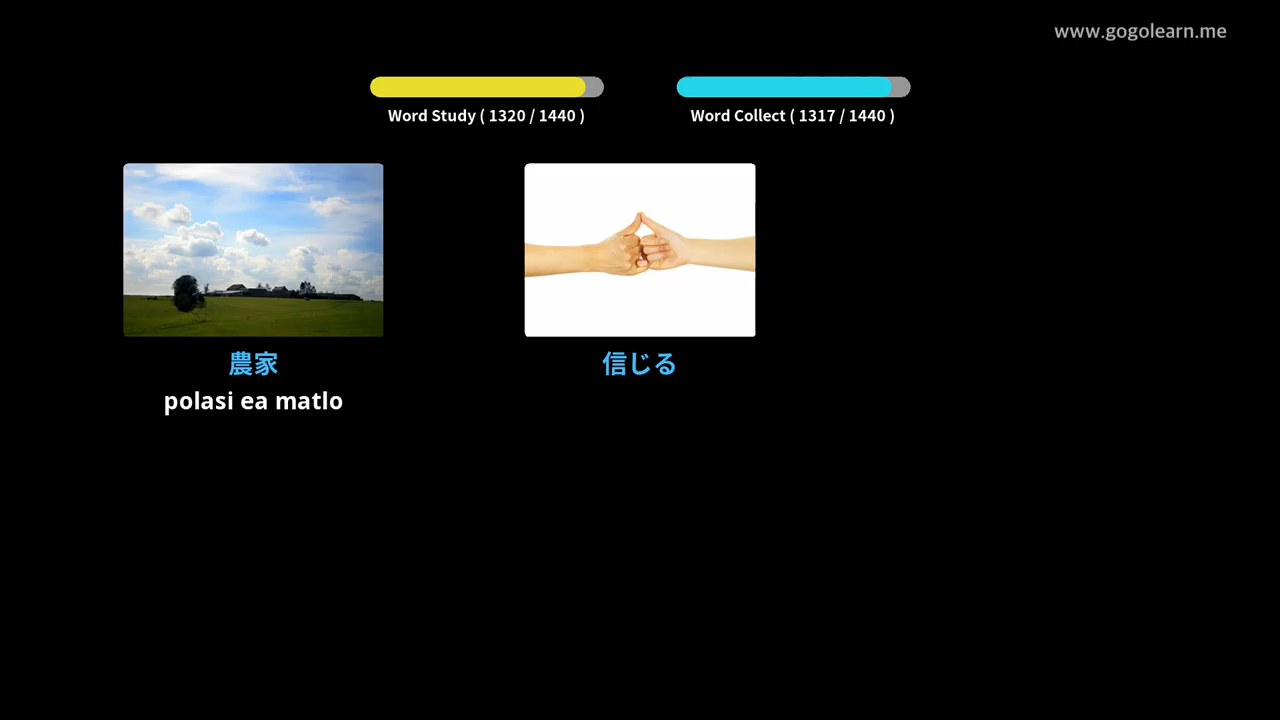 www.gogolearn.me
Word Study ( 1320 / 1440 )
Word Collect ( 1317 / 1440 )
農家
polasi ea matlo
信じる